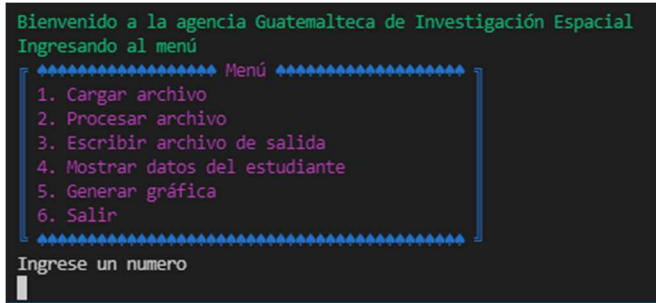 Bienvenido a la agencia Guatemalteca de Investigación Espacial
Ingresando al menú
╔ ♠♠♠♠♠♠♠♠♠♠♠♠♠♠♠♠♠♠ Menú ♠♠♠♠♠♠♠♠♠♠♠♠♠♠♠♠♠♠♠ ╗
1. Cargar archivo
2. Procesar archivo
3. Escribir archivo de salida
4. Mostrar datos del estudiante
5. Generar gráfica
6. Salir
Ingrese un numero